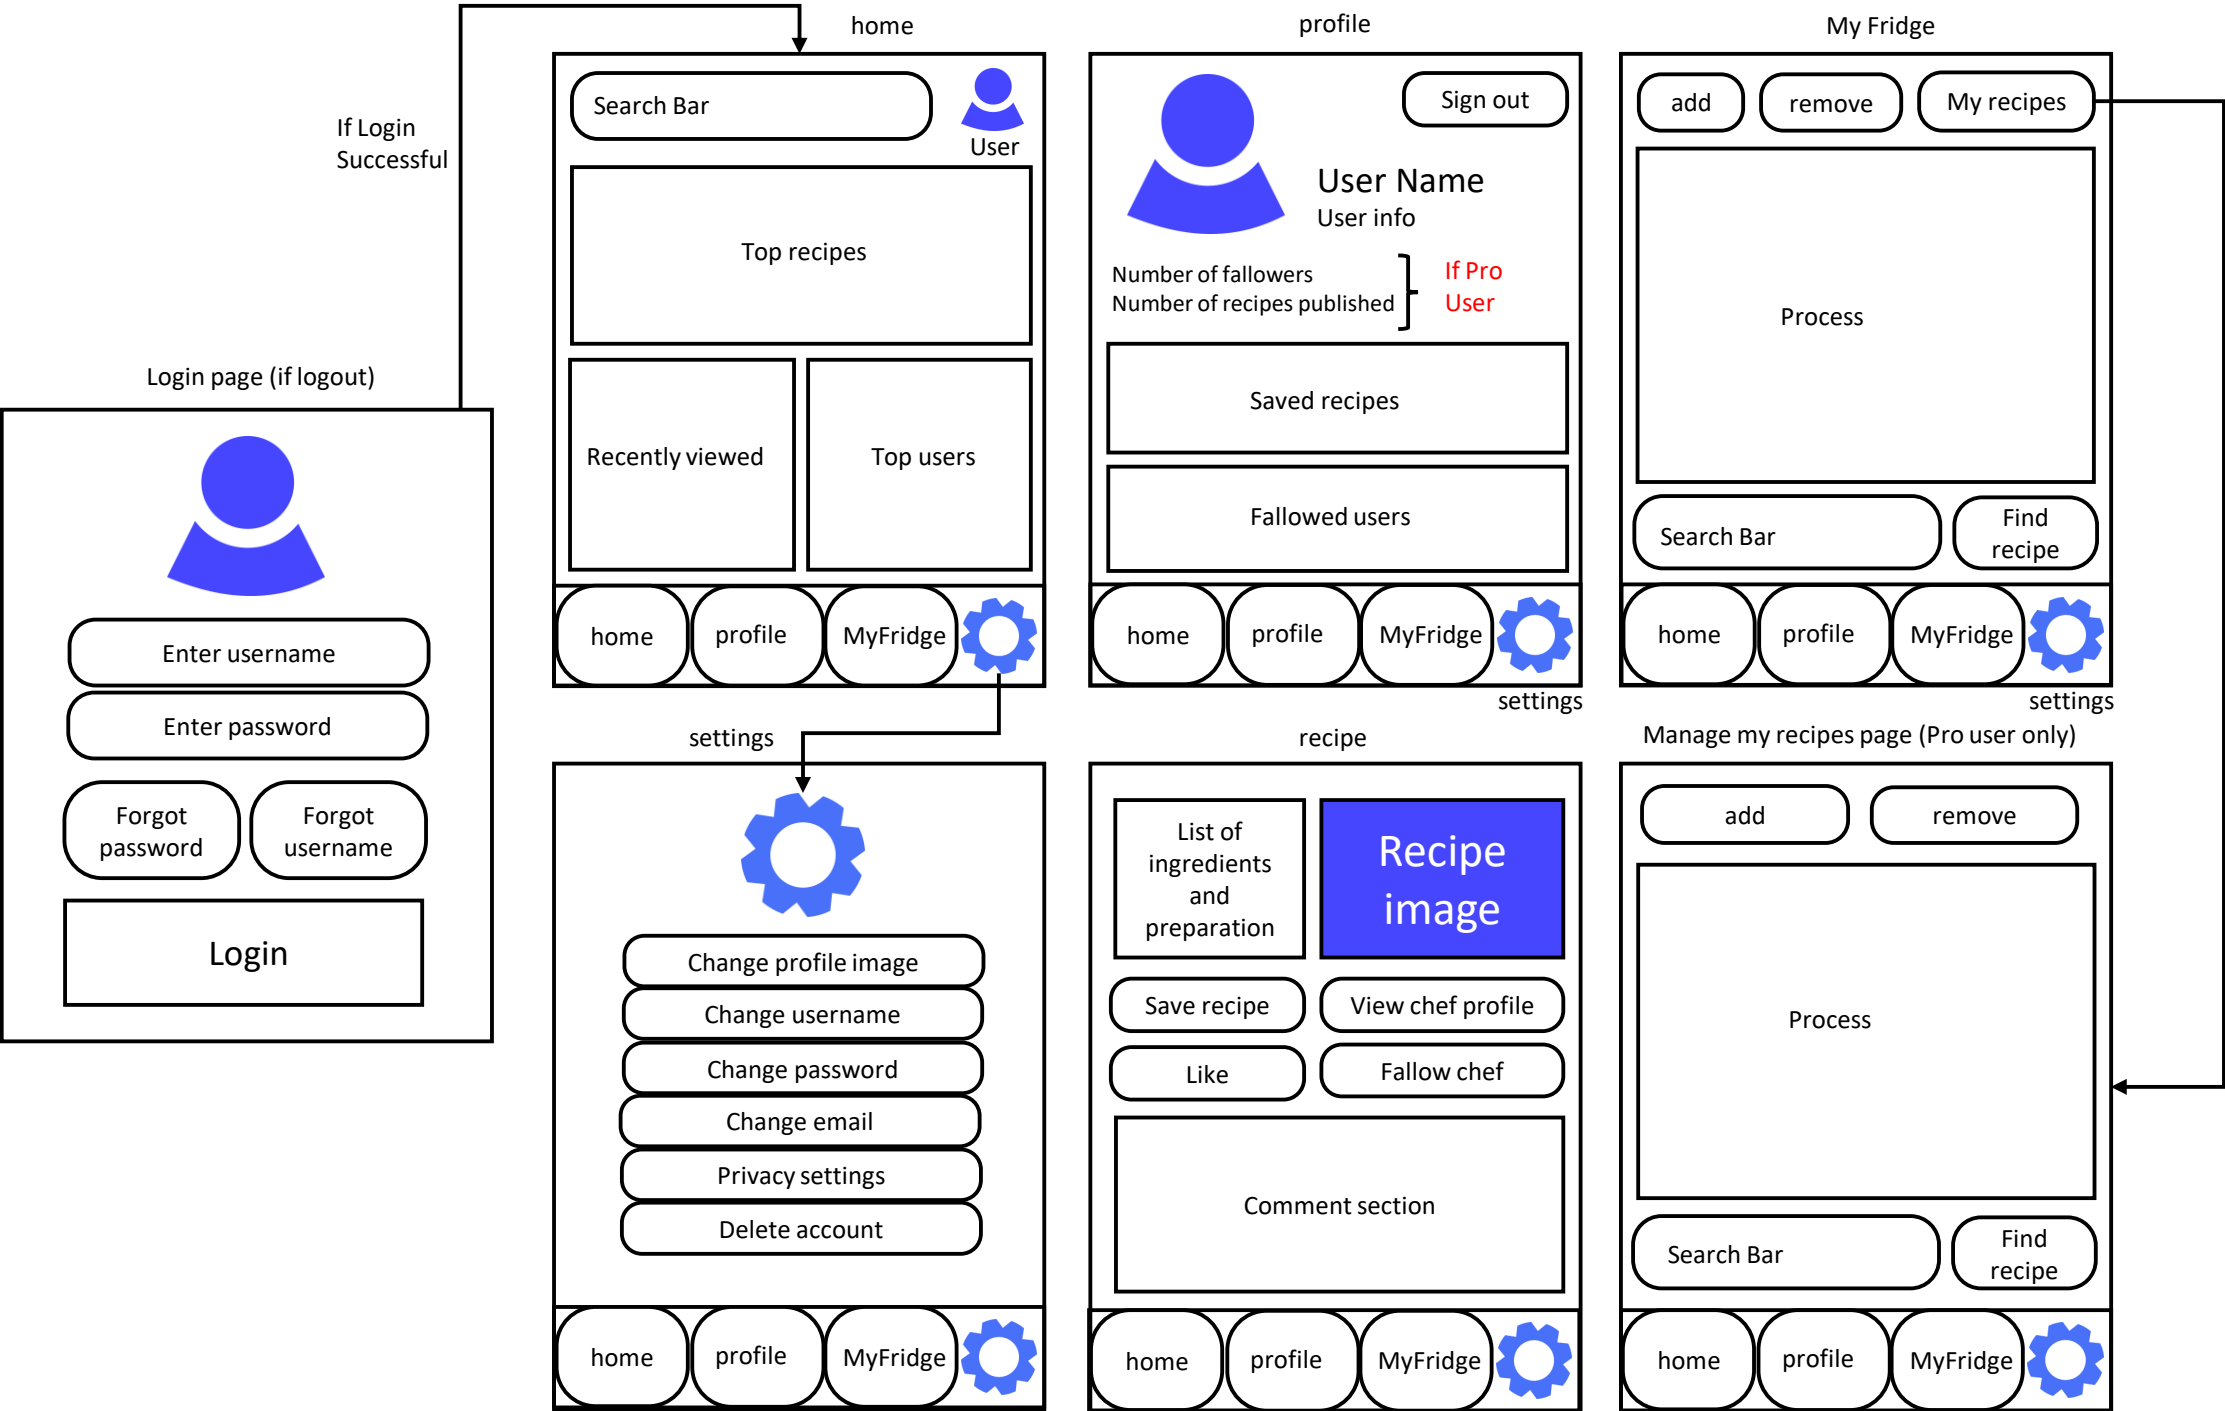 Login page (if logout)
Enter username
Enter password
Forgot
password
Forgot
username
Login
If Login
Successful
home
Search Bar
User
Top recipes
Recently viewed
Top users
home
profile
MyFridge
profile
Sign out
User Name
User info
Number of fallowers
Number of recipes published
If Pro
User
Saved recipes
Fallowed users
home
profile
MyFridge
settings
My Fridge
add
remove
My recipes
Process
Search Bar
Find
recipe
home
profile
MyFridge
settings
settings
Change profile image
Change username
Change password
Change email
Privacy settings
Delete account
home
profile
MyFridge
recipe
List of
ingredients
and
preparation
Recipe
image
Save recipe
View chef profile
Like
Fallow chef
Comment section
home
profile
MyFridge
Manage my recipes page (Pro user only)
add
remove
Process
Search Bar
Find
recipe
home
profile
MyFridge